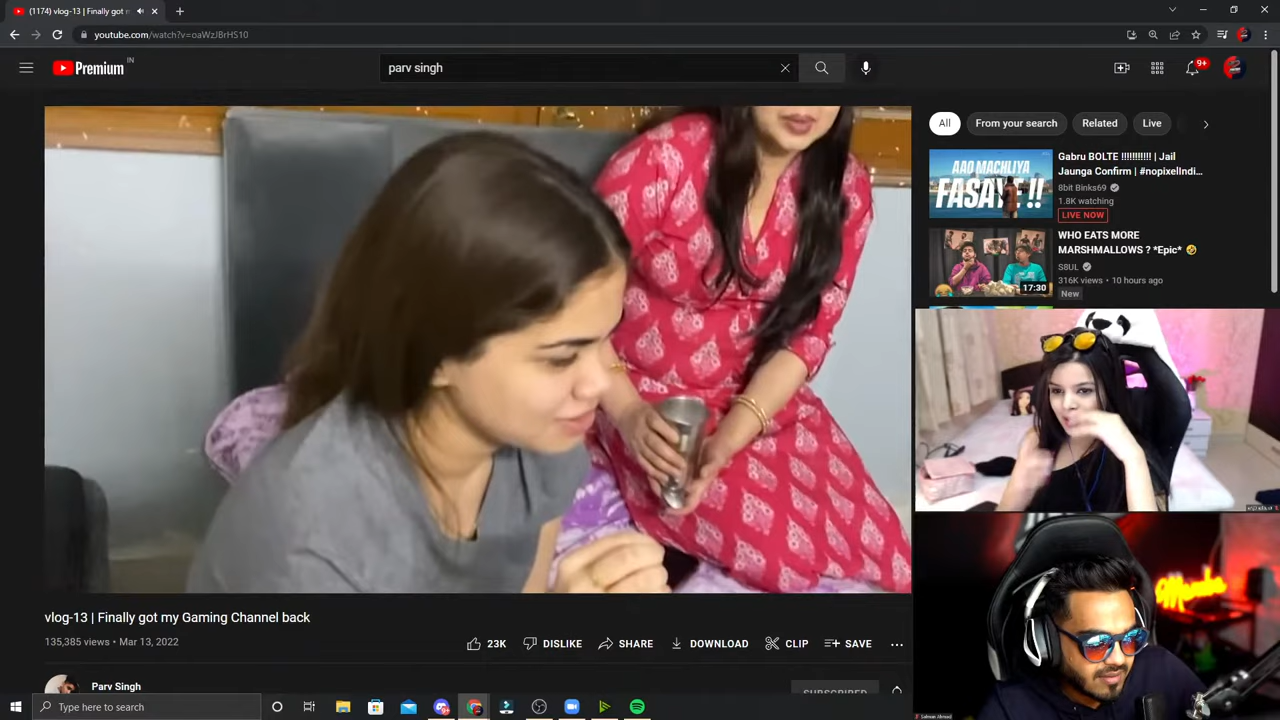 (1174) vlog-13 | Finally got m
youtube.com/watch?v=oaWzJBrHS10
Premium IN
parv singh
9+
All
From your search
Related
Live
AAO MACHLIYA
FASAYE !!
Gabru BOLTE !!!!!!!!!!! | Jail
Jaunga Confirm | #nopixelIndi...
8bit Binks69
1.8K watching
LIVE NOW
17:30
WHO EATS MORE
MARSHMALLOWS ? *Epic* 🤣
S8UL
316K views • 10 hours ago
New
vlog-13 | Finally got my Gaming Channel back
135,385 views • Mar 13, 2022
23K
DISLIKE
SHARE
DOWNLOAD
CLIP
SAVE
Parv Singh
SUBSCRIBED
Mamba
Salman Ahmad
Type here to search